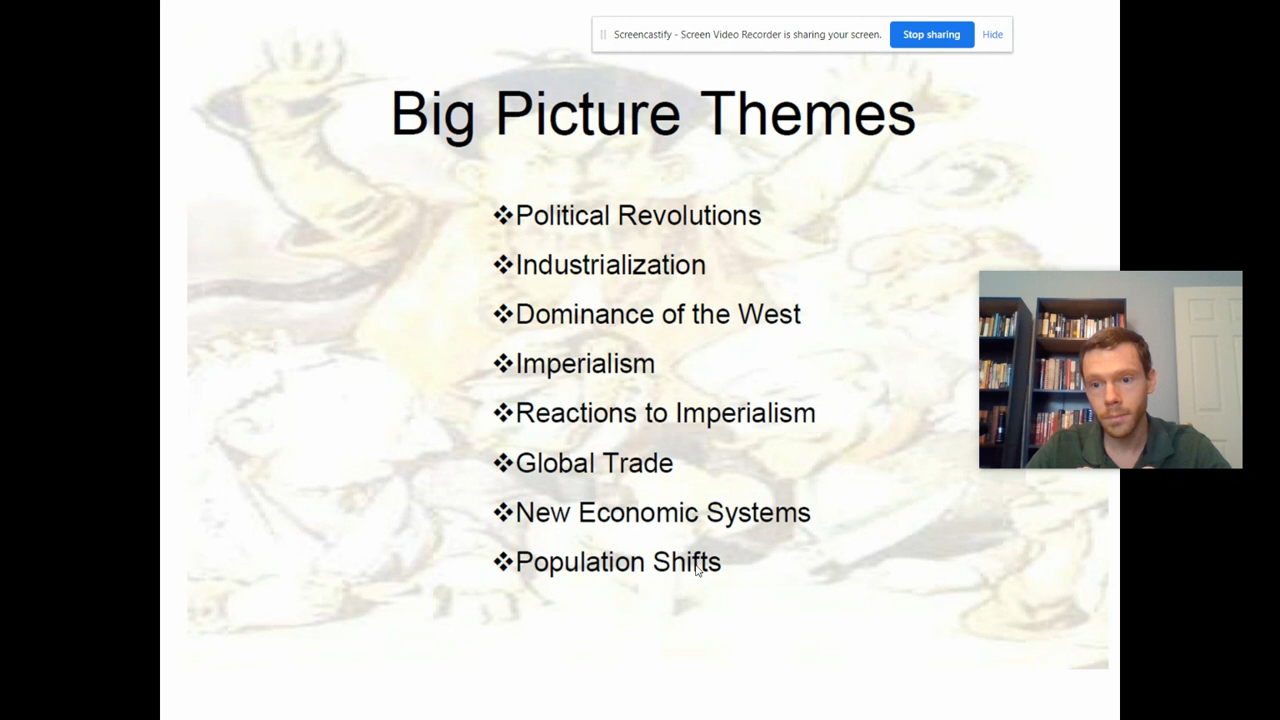 Screencastify - Screen Video Recorder is sharing your screen. Stop sharing Hide
Big Picture Themes
❖Political Revolutions
❖Industrialization
❖Dominance of the West
❖Imperialism
❖Reactions to Imperialism
❖Global Trade
❖New Economic Systems
❖Population Shifts